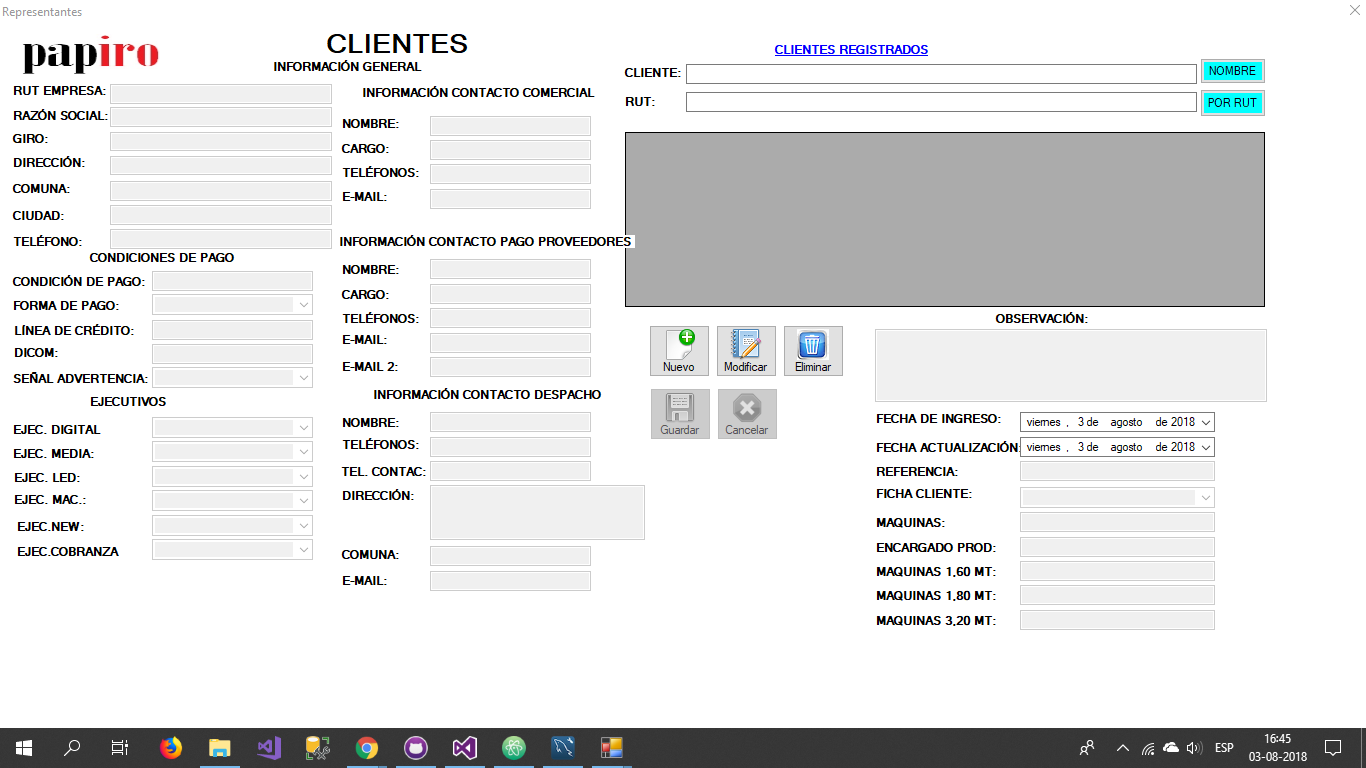 Representantes
papiro
CLIENTES
INFORMACIÓN GENERAL
RUT EMPRESA:
RAZÓN SOCIAL:
GIRO:
DIRECCIÓN:
COMUNA:
CIUDAD:
TELÉFONO:
CONDICIONES DE PAGO
CONDICIÓN DE PAGO:
FORMA DE PAGO:
LÍNEA DE CRÉDITO:
DICOM:
SEÑAL ADVERTENCIA:
EJECUTIVOS
EJEC. DIGITAL
EJEC. MEDIA:
EJEC. LED:
EJEC. MAC.:
EJEC.NEW:
EJEC.COBRANZA
INFORMACIÓN CONTACTO COMERCIAL
NOMBRE:
CARGO:
TELÉFONOS:
E-MAIL:
INFORMACIÓN CONTACTO PAGO PROVEEDORES
NOMBRE:
CARGO:
TELÉFONOS:
E-MAIL:
E-MAIL 2:
INFORMACIÓN CONTACTO DESPACHO
NOMBRE:
TELÉFONOS:
TEL. CONTAC:
DIRECCIÓN:
COMUNA:
E-MAIL:
CLIENTES REGISTRADOS
CLIENTE: NOMBRE
RUT: POR RUT
Nuevo Modificar Eliminar
Guardar Cancelar
OBSERVACIÓN:
FECHA DE INGRESO: viernes , 3 de agosto de 2018
FECHA ACTUALIZACIÓN: viernes , 3 de agosto de 2018
REFERENCIA:
FICHA CLIENTE:
MAQUINAS:
ENCARGADO PROD:
MAQUINAS 1,60 MT:
MAQUINAS 1,80 MT:
MAQUINAS 3,20 MT:
ESP
16:45
03-08-2018